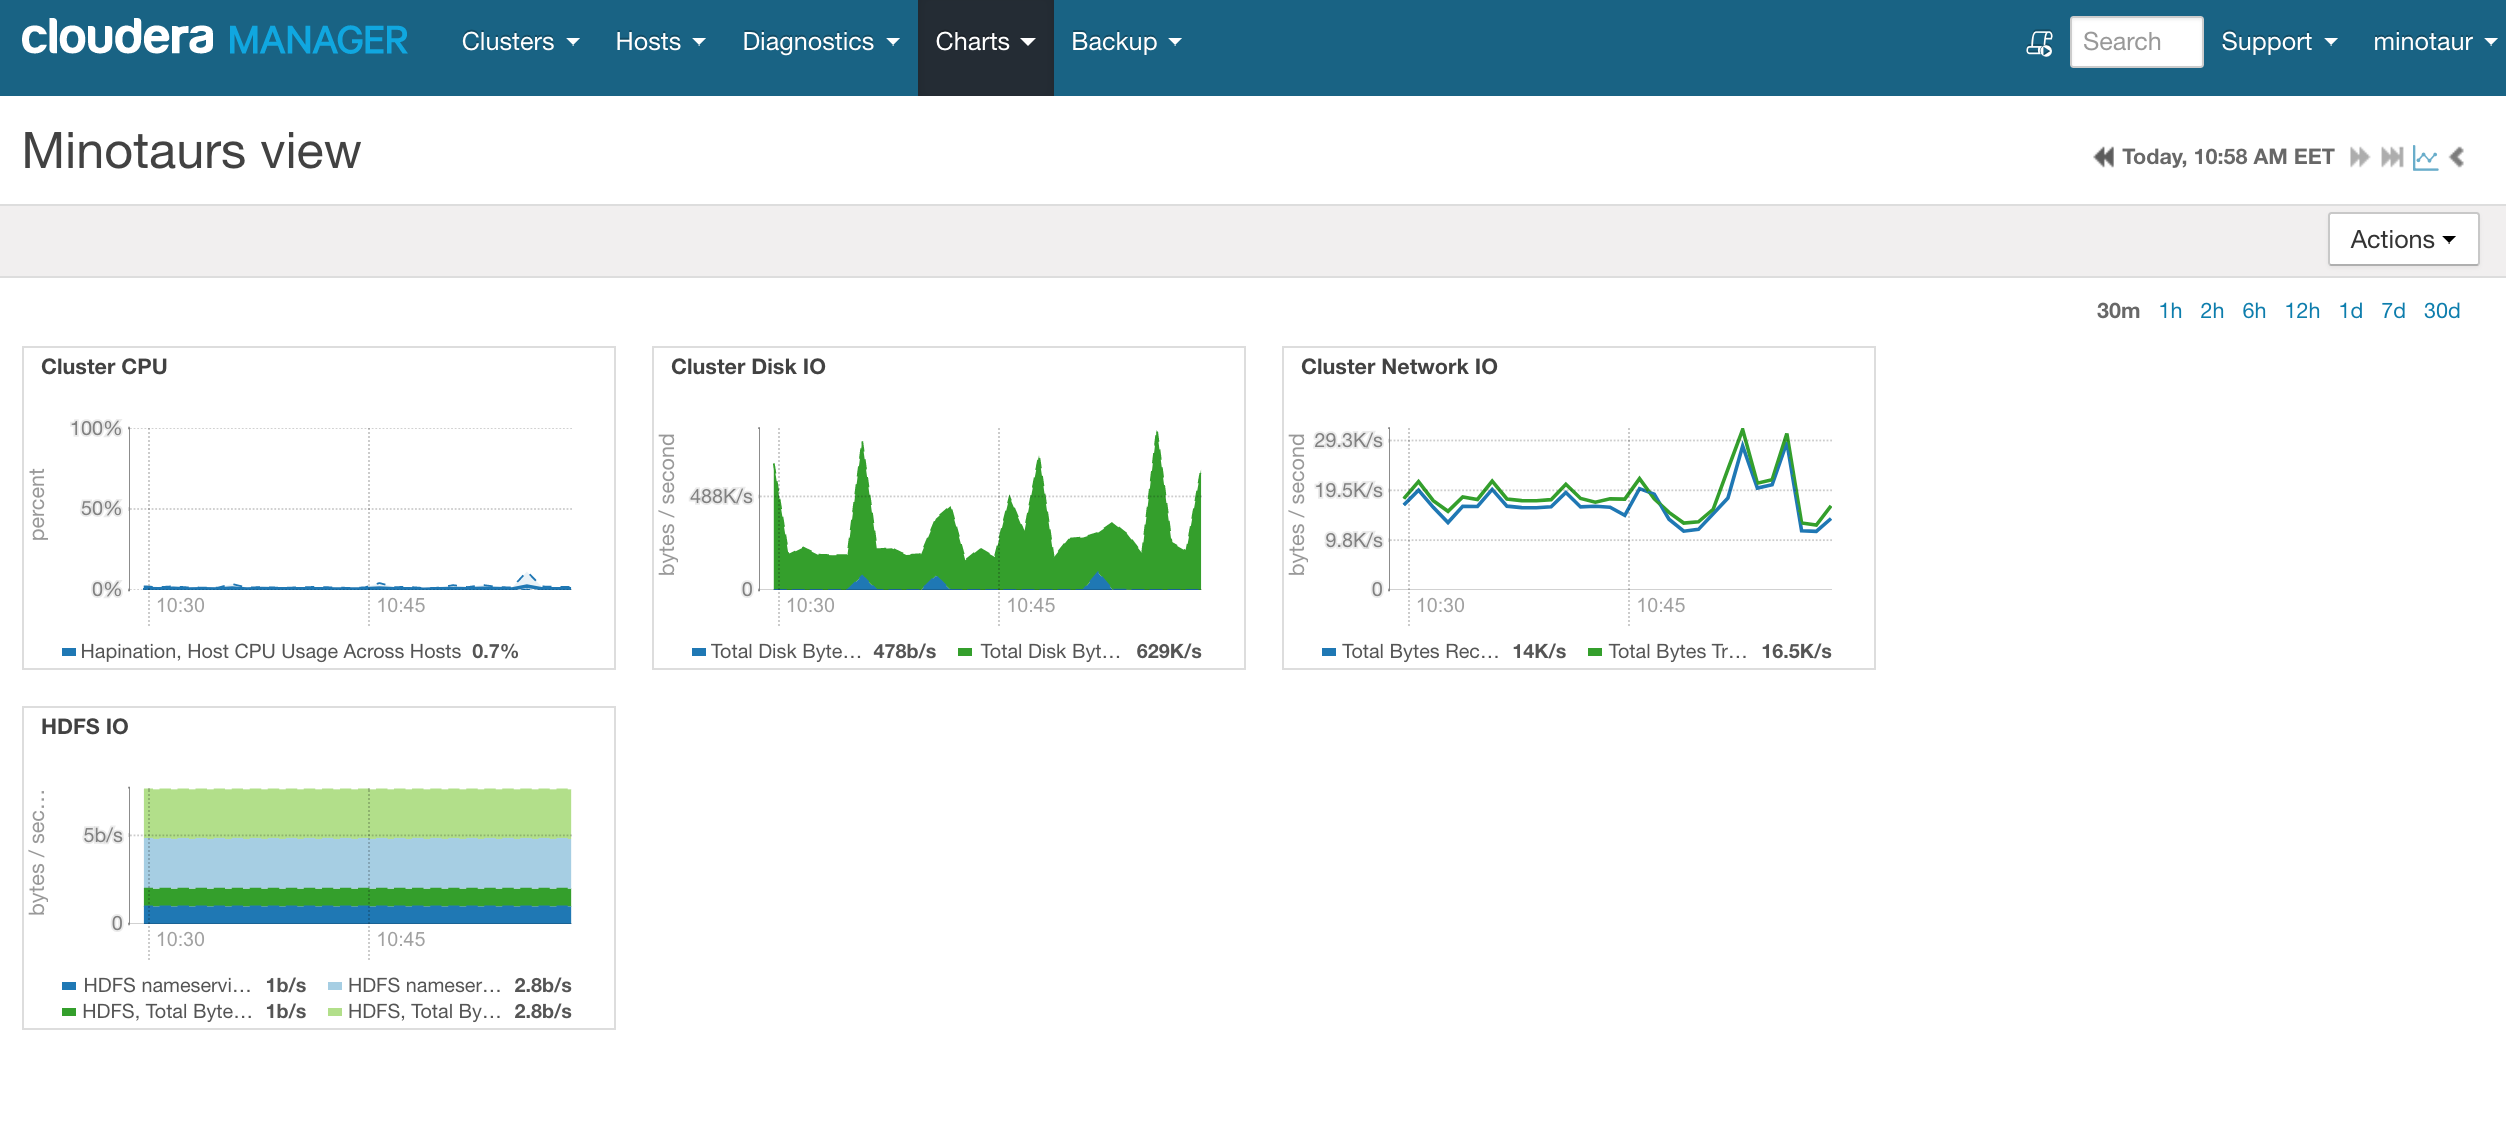 cloudera MANAGER Clusters Hosts Diagnostics Charts Backup Search Support minotaur
Minotaurs view
Today, 10:58 AM EET
Actions
30m 1h 2h 6h 12h 1d 7d 30d
Cluster CPU
percent
100%
50%
0%
10:30 10:45
Hapination, Host CPU Usage Across Hosts 0.7%
Cluster Disk IO
bytes / second
488K/s
0
10:30 10:45
Total Disk Byte... 478b/s Total Disk Byt... 629K/s
Cluster Network IO
bytes / second
29.3K/s
19.5K/s
9.8K/s
0
10:30 10:45
Total Bytes Rec... 14K/s Total Bytes Tr... 16.5K/s
HDFS IO
bytes / sec...
5b/s
0
10:30 10:45
HDFS nameservi... 1b/s HDFS nameser... 2.8b/s
HDFS, Total Byte... 1b/s HDFS, Total By... 2.8b/s